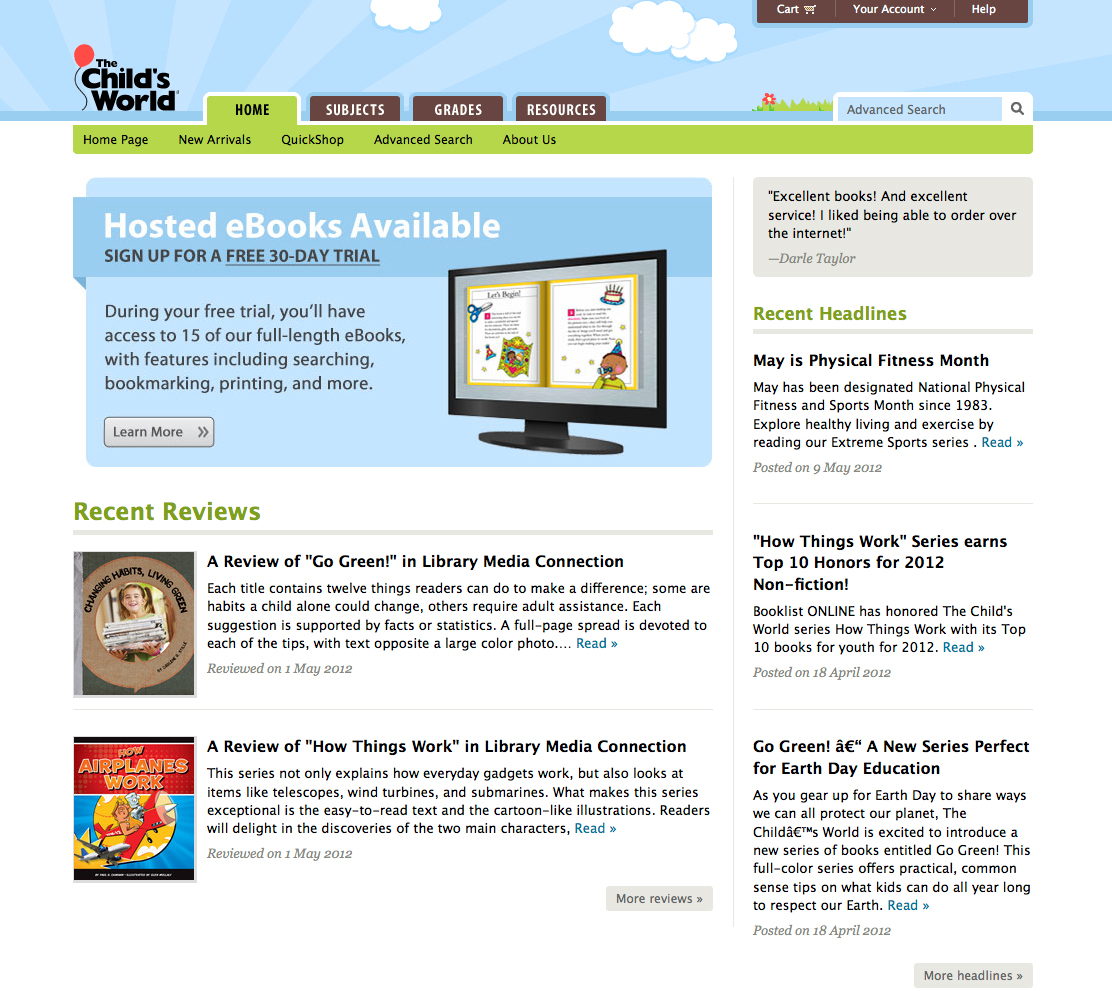 Cart
Your Account
Help
The
Child's
World
HOME
SUBJECTS
GRADES
RESOURCES
Advanced Search
Home Page
New Arrivals
QuickShop
Advanced Search
About Us
Hosted eBooks Available
SIGN UP FOR A FREE 30-DAY TRIAL
During your free trial, you'll have
access to 15 of our full-length eBooks,
with features including searching,
bookmarking, printing, and more.
Learn More »
Let's Begin!
Recent Reviews
CHANGING HABITS, LIVING GREEN
A Review of "Go Green!" in Library Media Connection
Each title contains twelve things readers can do to make a difference; some are
habits a child alone could change, others require adult assistance. Each
suggestion is supported by facts or statistics. A full-page spread is devoted to
each of the tips, with text opposite a large color photo.... Read »
Reviewed on 1 May 2012
HOW
AIRPLANES
WORK
A Review of "How Things Work" in Library Media Connection
This series not only explains how everyday gadgets work, but also looks at
items like telescopes, wind turbines, and submarines. What makes this series
exceptional is the easy-to-read text and the cartoon-like illustrations. Readers
will delight in the discoveries of the two main characters, Read »
Reviewed on 1 May 2012
More reviews »
"Excellent books! And excellent
service! I liked being able to order over
the internet!"
—Darle Taylor
Recent Headlines
May is Physical Fitness Month
May has been designated National Physical
Fitness and Sports Month since 1983.
Explore healthy living and exercise by
reading our Extreme Sports series . Read »
Posted on 9 May 2012
"How Things Work" Series earns
Top 10 Honors for 2012
Non-fiction!
Booklist ONLINE has honored The Child's
World series How Things Work with its Top
10 books for youth for 2012. Read »
Posted on 18 April 2012
Go Green! â€“ A New Series Perfect
for Earth Day Education
As you gear up for Earth Day to share ways
we can all protect our planet, The
Childâ€™s World is excited to introduce a
new series of books entitled Go Green! This
full-color series offers practical, common
sense tips on what kids can do all year long
to respect our Earth. Read »
Posted on 18 April 2012
More headlines »